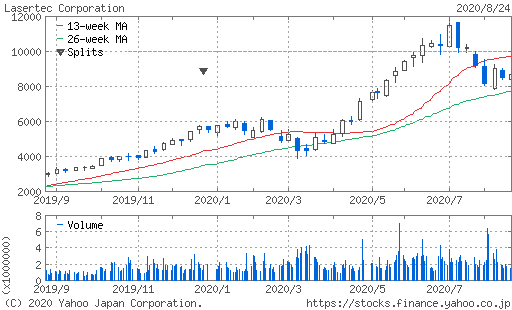 Lasertec Corporation 2020/8/24
12000
13-week MA
26-week MA
Splits
10000
8000
6000
4000
2000
2019/9 2019/11 2020/1 2020/3 2020/5 2020/7
8
Volume
6
4
2
0
(x1000000)
2019/9 2019/11 2020/1 2020/3 2020/5 2020/7
(C) 2020 Yahoo Japan Corporation. https://stocks.finance.yahoo.co.jp/